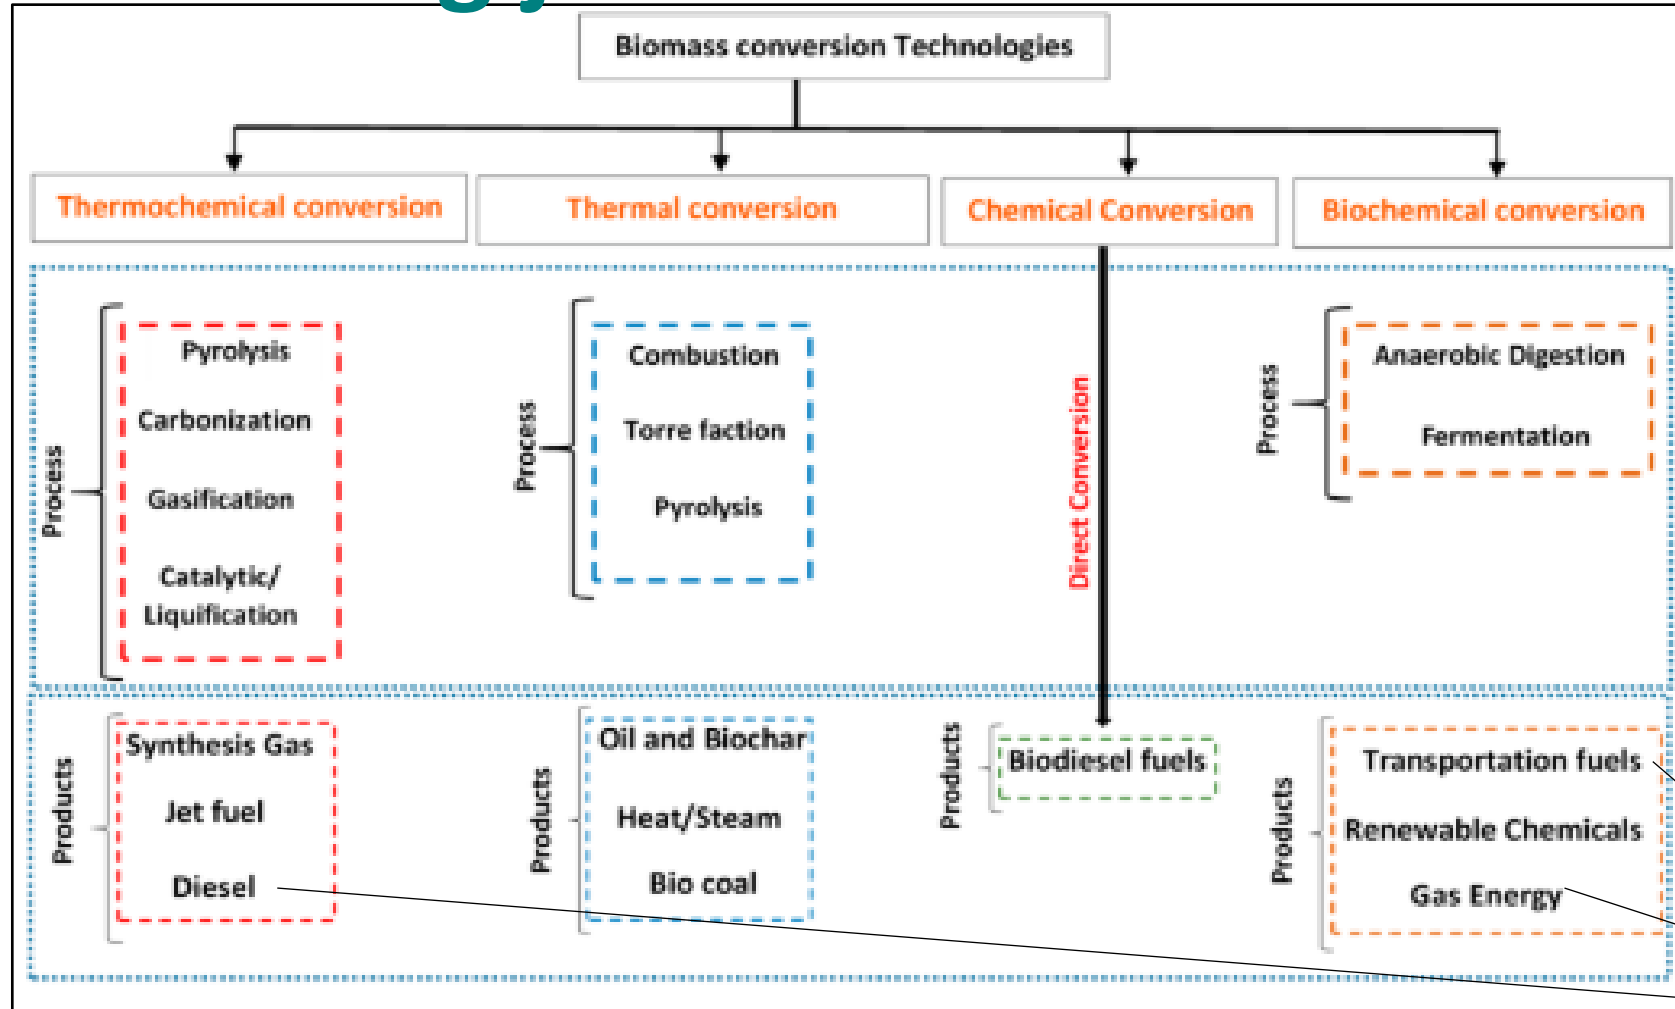 Biomass conversion Technologies
Thermochemical conversion
Thermal conversion
Chemical Conversion
Biochemical conversion
Process
Pyrolysis
Carbonization
Gasification
Catalytic/
Liquification
Process
Combustion
Torre faction
Pyrolysis
Direct Conversion
Process
Anaerobic Digestion
Fermentation
Products
Synthesis Gas
Jet fuel
Diesel
Products
Oil and Biochar
Heat/Steam
Bio coal
Products
Biodiesel fuels
Products
Transportation fuels
Renewable Chemicals
Gas Energy